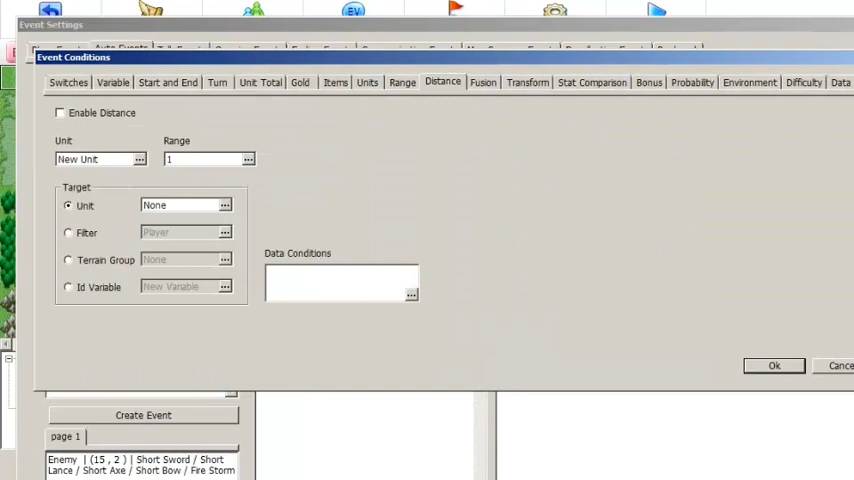 EV
Event Settings
Auto Events
Event Conditions
Switches Variable Start and End Turn Unit Total Gold Items Units Range Distance Fusion Transform Stat Comparison Bonus Probability Environment Difficulty Data
Enable Distance
Unit Range
New Unit ... 1 ...
Target
Unit None ...
Filter Player ...
Terrain Group None ...
Id Variable New Variable ...
Data Conditions
...
Ok Cance
Create Event
page 1
Enemy | (15 , 2 ) | Short Sword / Short
Lance / Short Axe / Short Bow / Fire Storm